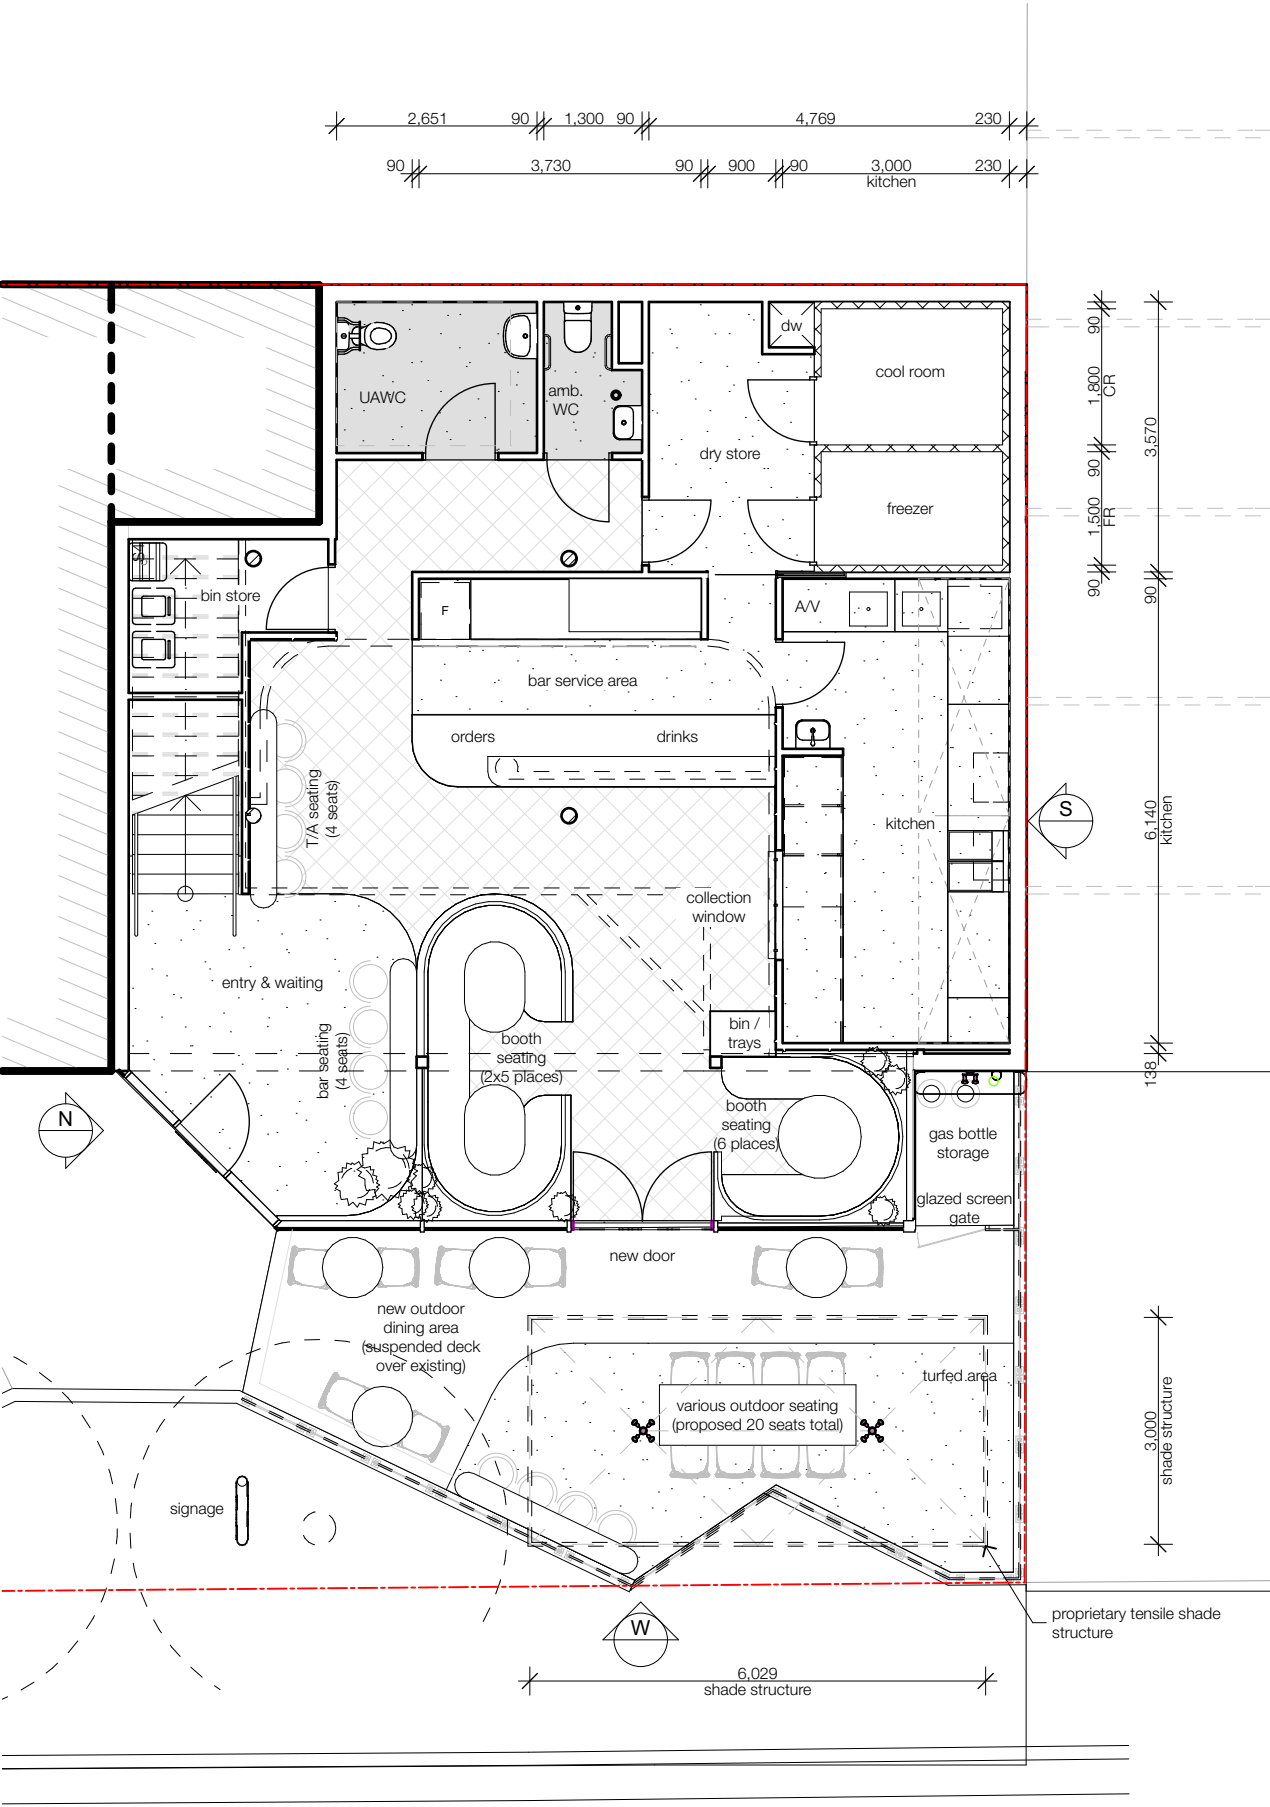 2,651 90 1,300 90 4,769 230
90 3,730 90 900 90 3,000 230
kitchen
dw
cool room
UAWC
amb.
WC
dry store
freezer
90
1,800
CR
90
1,500
FR
90
3,570
90
6,140
kitchen
138
bin store
F
A/V
bar service area
orders
drinks
T/A seating
(4 seats)
kitchen
S
collection
window
entry & waiting
bar seating
(4 seats)
booth
seating
(2x5 places)
bin /
trays
booth
seating
(6 places)
N
gas bottle
storage
glazed screen
gate
new door
new outdoor
dining area
(suspended deck
over existing)
turfed area
various outdoor seating
(proposed 20 seats total)
3,000
shade structure
signage
proprietary tensile shade
structure
W
6,029
shade structure